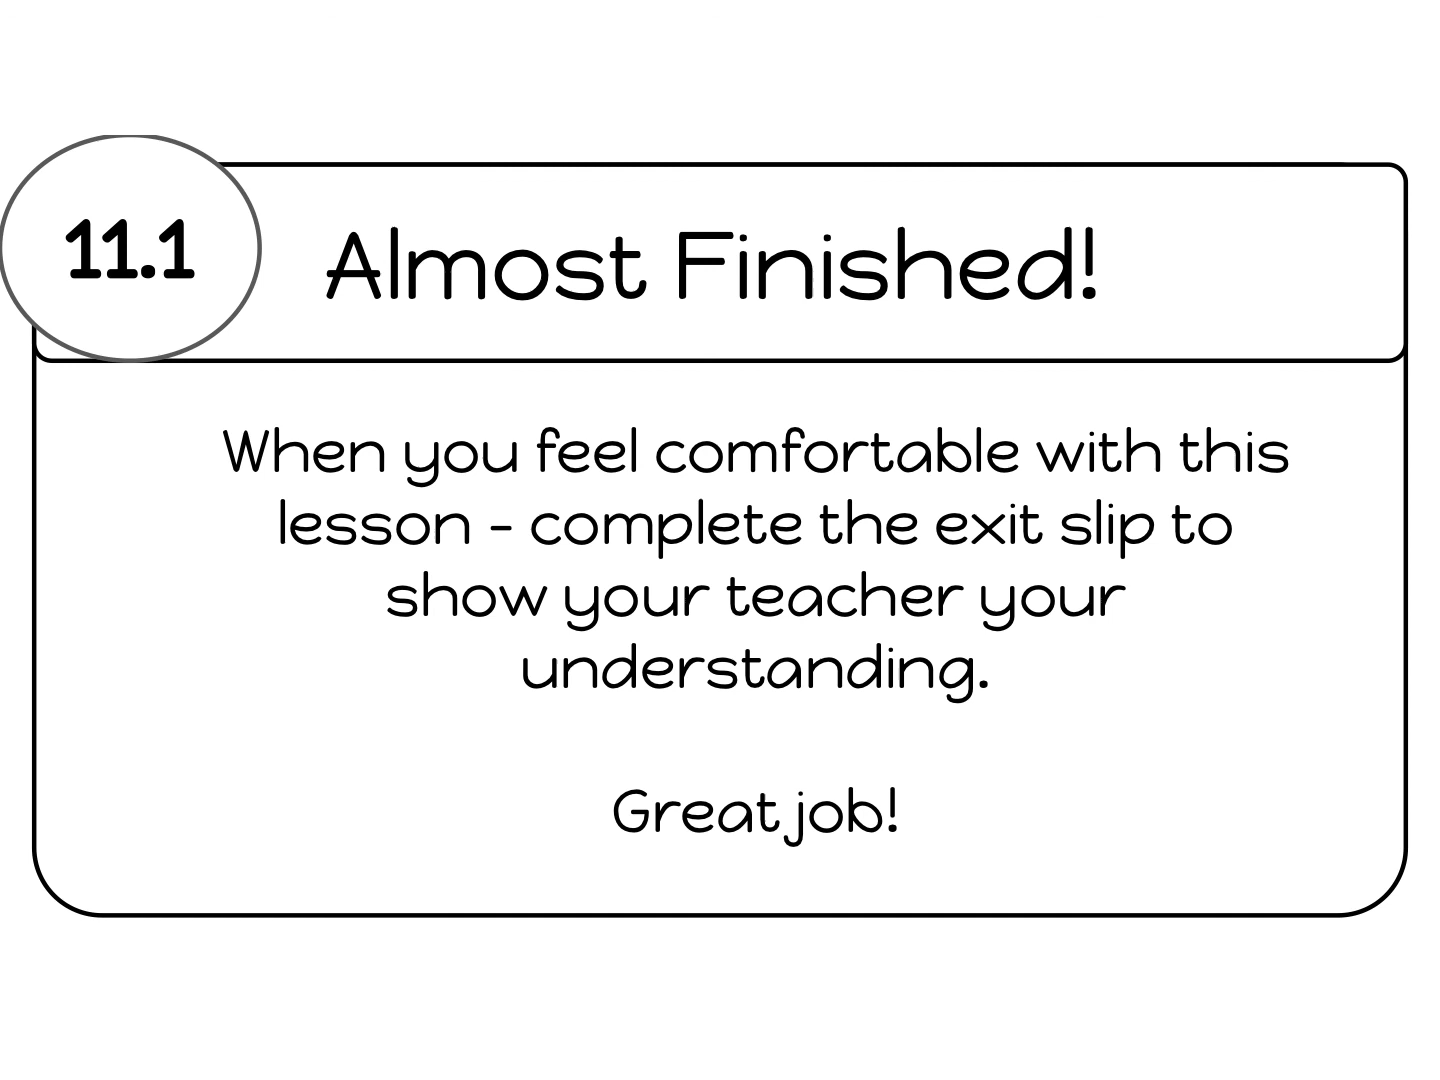 11.1
Almost Finished!
When you feel comfortable with this
lesson - complete the exit slip to
show your teacher your
understanding.
Great job!